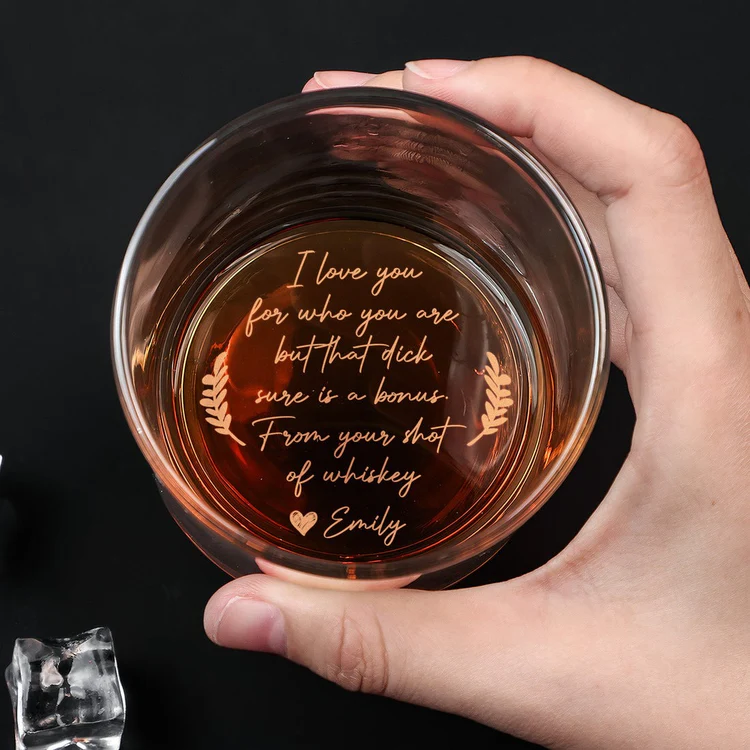 I love you
for who you are
but that dick
sure is a bonus.
From your shot
of whiskey
Emily